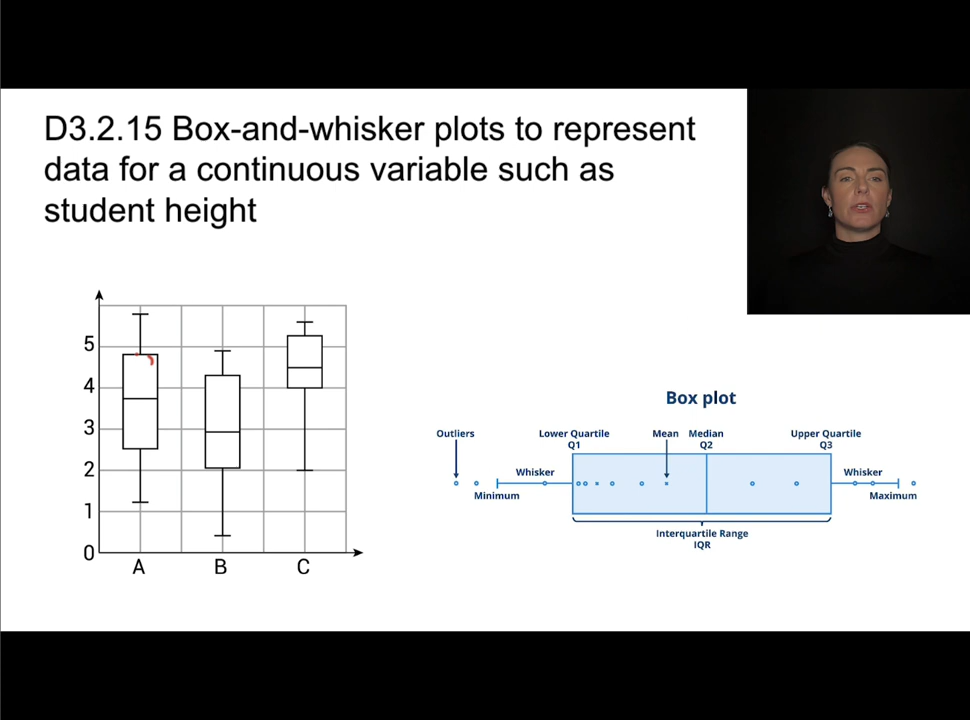 D3.2.15 Box-and-whisker plots to represent
data for a continuous variable such as
student height
5
4
3
2
1
0
A B C
Box plot
Outliers Lower Quartile Mean Median Upper Quartile
Q1 Q2 Q3
Whisker Whisker
Minimum Maximum
Interquartile Range
IQR